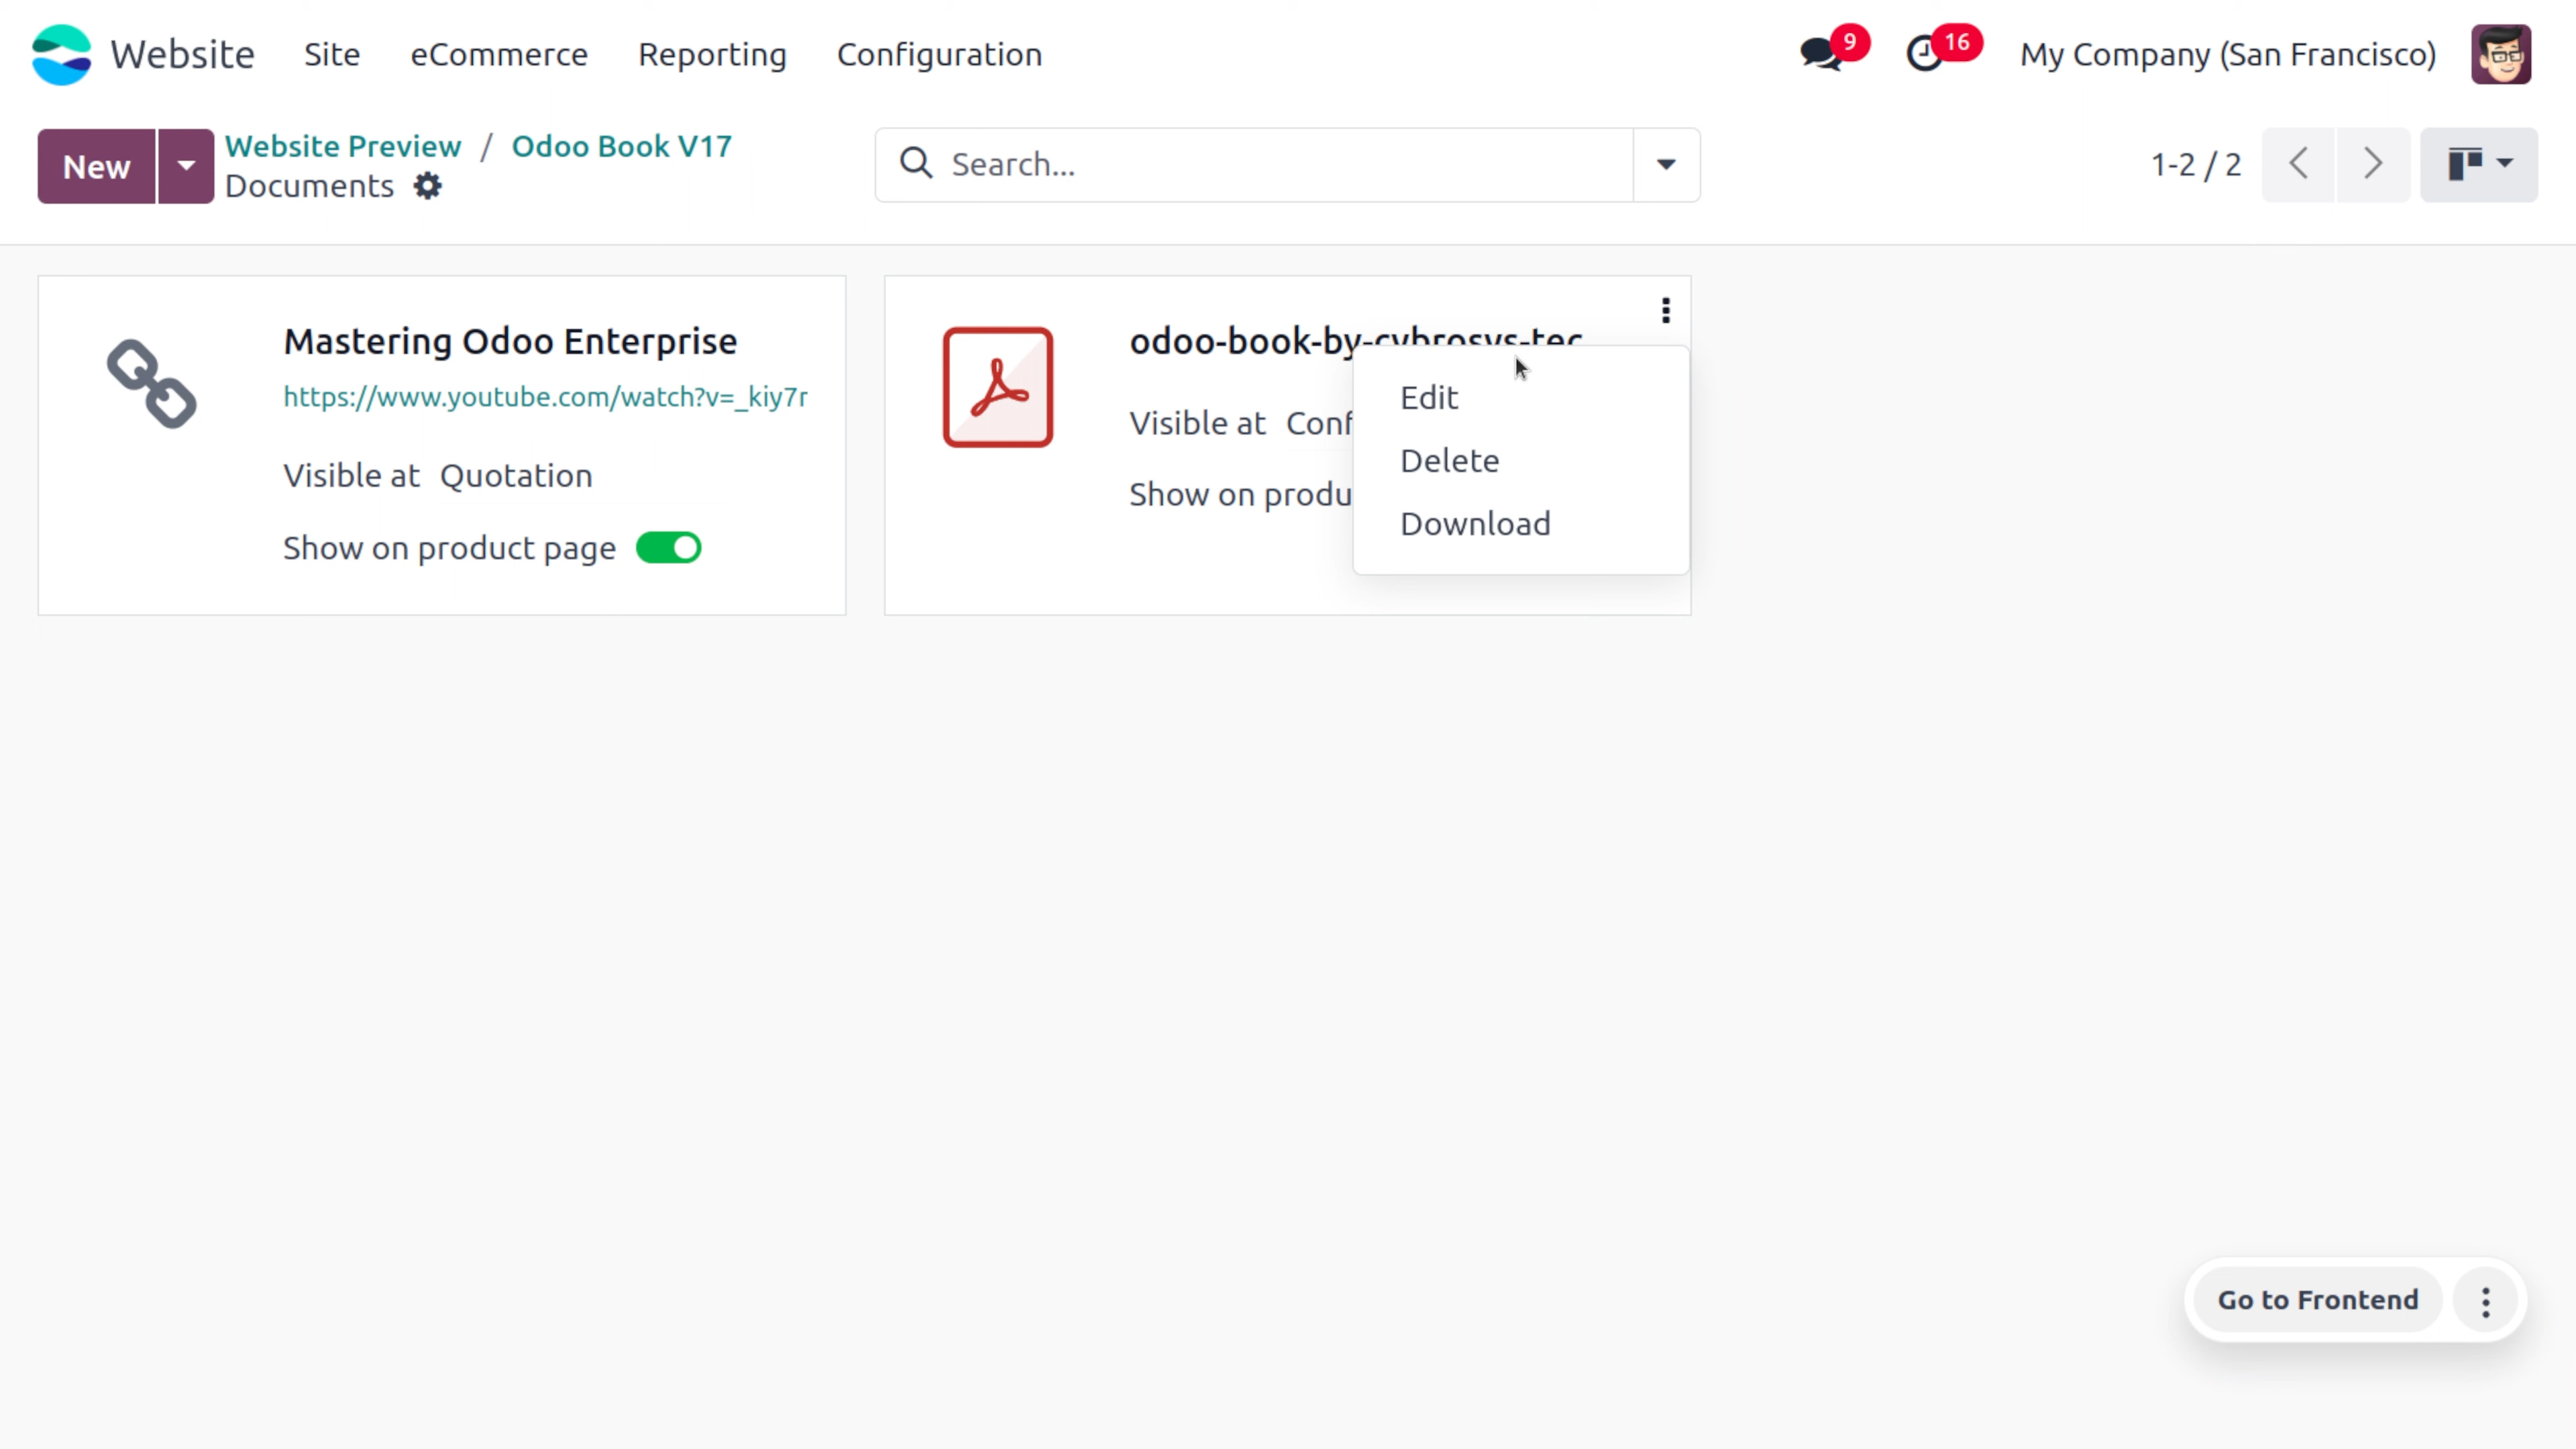 Website Site eCommerce Reporting Configuration 9 16 My Company (San Francisco)
New Website Preview / Odoo Book V17
Documents
Search...
1-2 / 2
Mastering Odoo Enterprise
https://www.youtube.com/watch?v=_kiy7r
Visible at Quotation
Show on product page
odoo-book-by-cybrosys-tec
Visible at Conf
Show on produ
Edit
Delete
Download
Go to Frontend